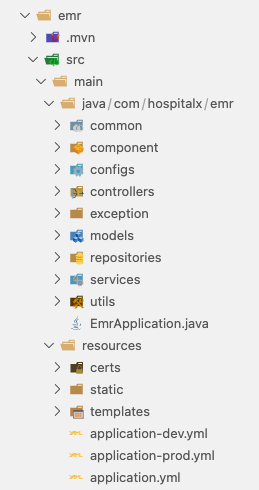 emr
.mvn
src
main
java/com/hospitalx/emr
common
component
configs
controllers
exception
models
repositories
services
utils
EmrApplication.java
resources
certs
static
templates
application-dev.yml
application-prod.yml
application.yml